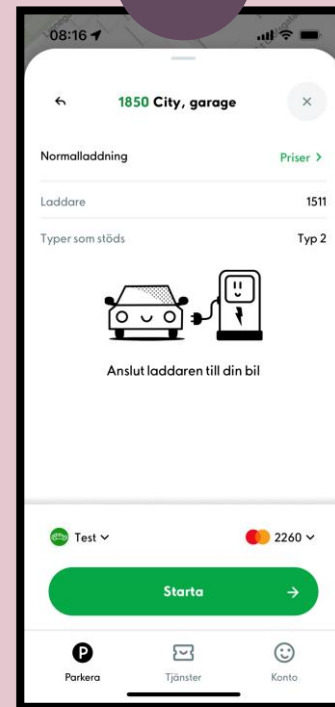 08:16
1850 City, garage
Normalladdning Priser >
Laddare 1511
Typer som stöds Typ 2
Anslut laddaren till din bil
Test 2260
Starta
P
Parkera Tjänster Konto